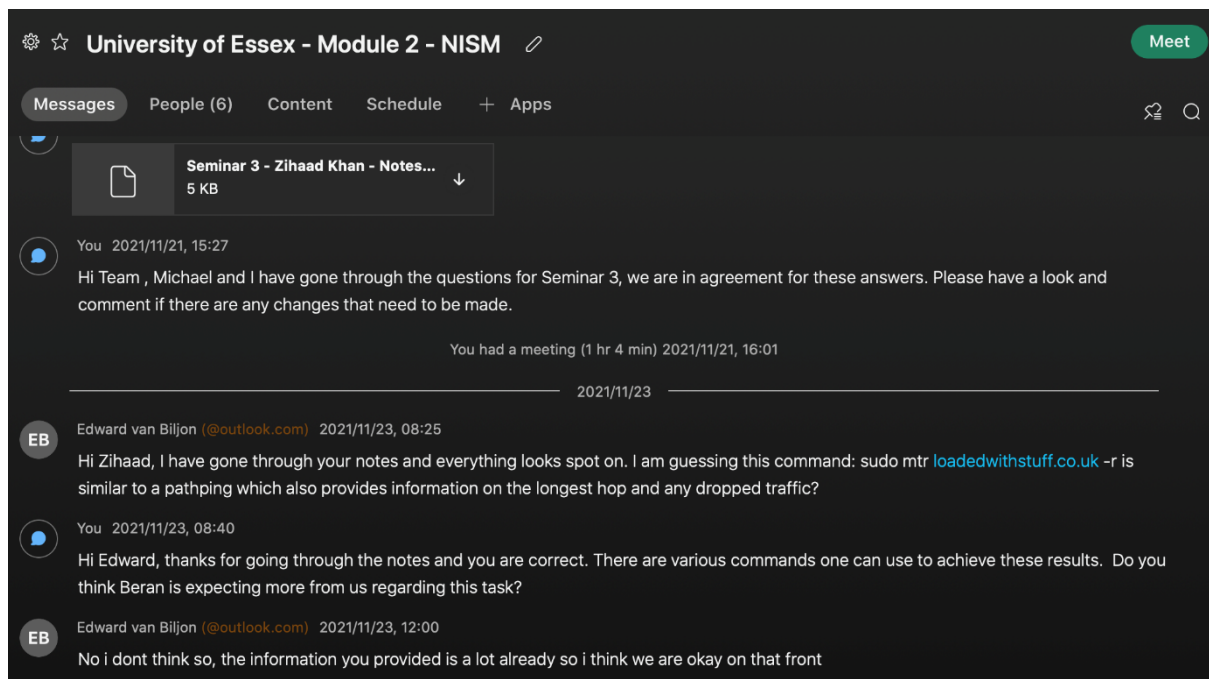 University of Essex - Module 2 - NISM
Meet
Messages People (6) Content Schedule + Apps
Seminar 3 - Zihaad Khan - Notes...
5 KB
You 2021/11/21, 15:27
Hi Team , Michael and I have gone through the questions for Seminar 3, we are in agreement for these answers. Please have a look and
comment if there are any changes that need to be made.
You had a meeting (1 hr 4 min) 2021/11/21, 16:01
2021/11/23
EB
Edward van Biljon (@outlook.com) 2021/11/23, 08:25
Hi Zihaad, I have gone through your notes and everything looks spot on. I am guessing this command: sudo mtr loadedwithstuff.co.uk -r is
similar to a pathping which also provides information on the longest hop and any dropped traffic?
You 2021/11/23, 08:40
Hi Edward, thanks for going through the notes and you are correct. There are various commands one can use to achieve these results.  Do you
think Beran is expecting more from us regarding this task?
EB
Edward van Biljon (@outlook.com) 2021/11/23, 12:00
No i dont think so, the information you provided is a lot already so i think we are okay on that front